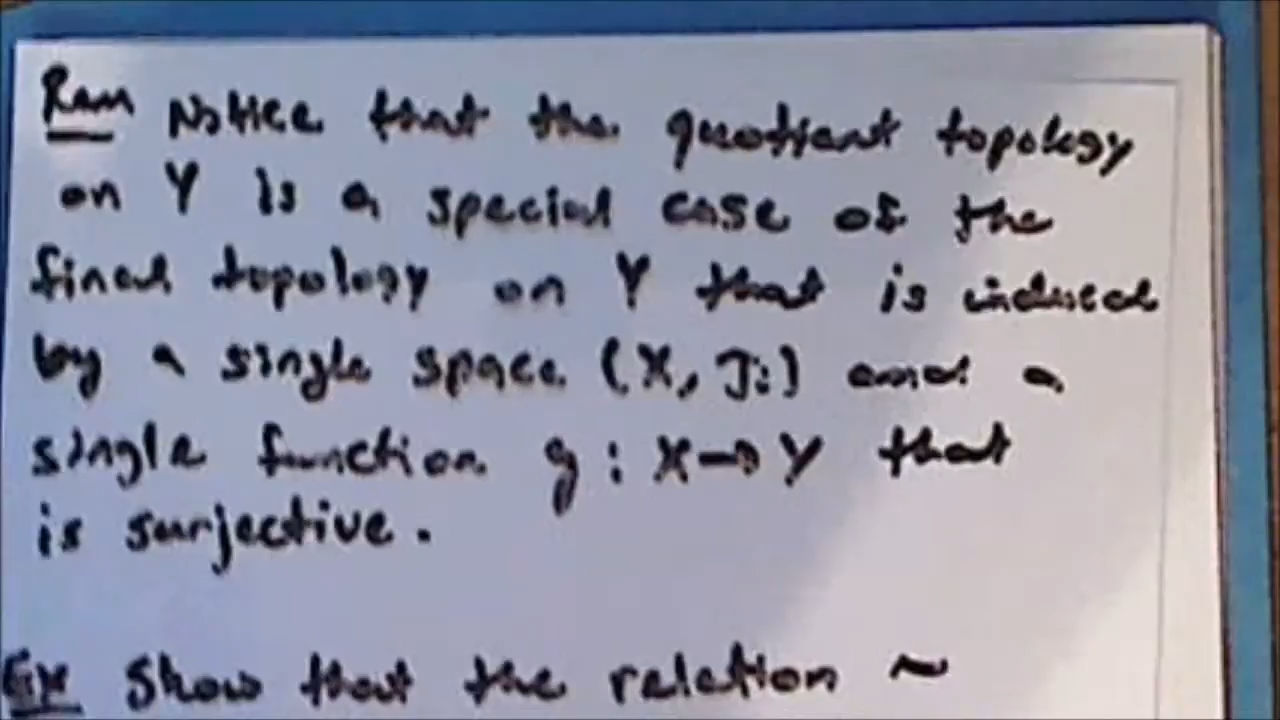 Rem Notice that the quotient topology
on Y is a special case of the
final topology on Y that is induced
by a single space (X, Ji) and a
single function g : X → Y that
is surjective.
Ex Show that the relation ~